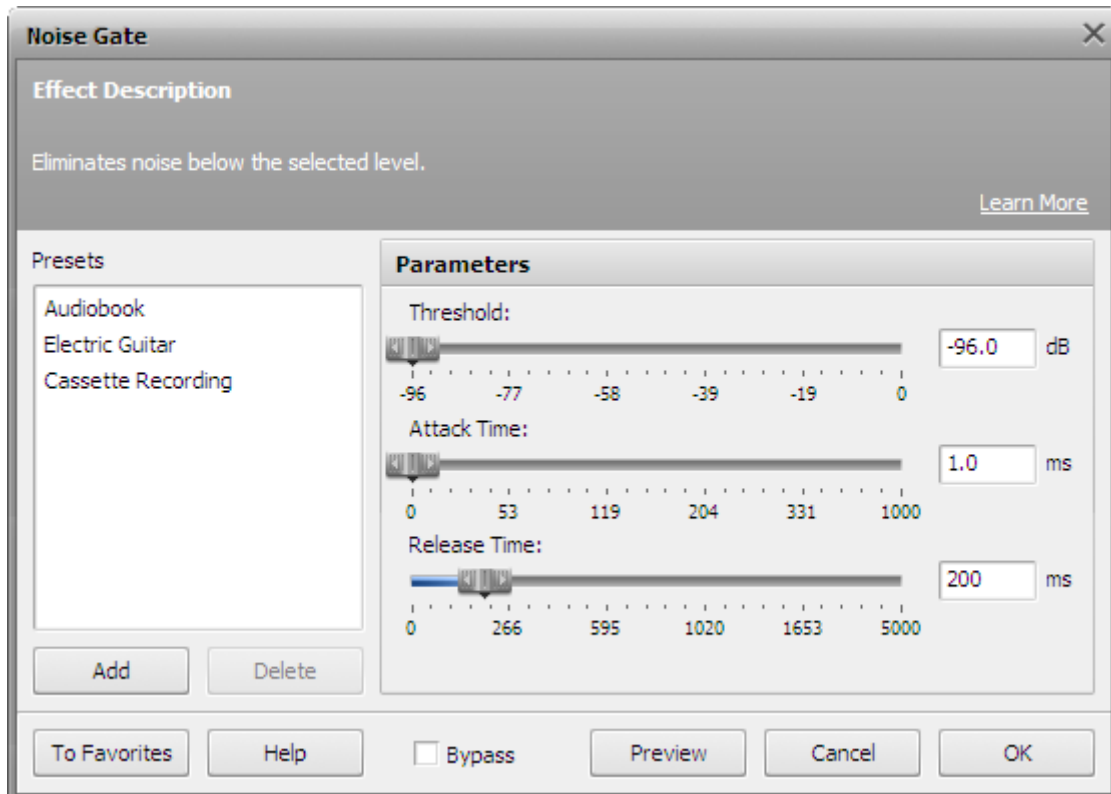 Noise Gate
Effect Description
Eliminates noise below the selected level.
Learn More
Presets
Audiobook
Electric Guitar
Cassette Recording
Add Delete
Parameters
Threshold:
-96.0 dB
-96 -77 -58 -39 -19 0
Attack Time:
1.0 ms
0 53 119 204 331 1000
Release Time:
200 ms
0 266 595 1020 1653 5000
To Favorites Help Bypass Preview Cancel OK